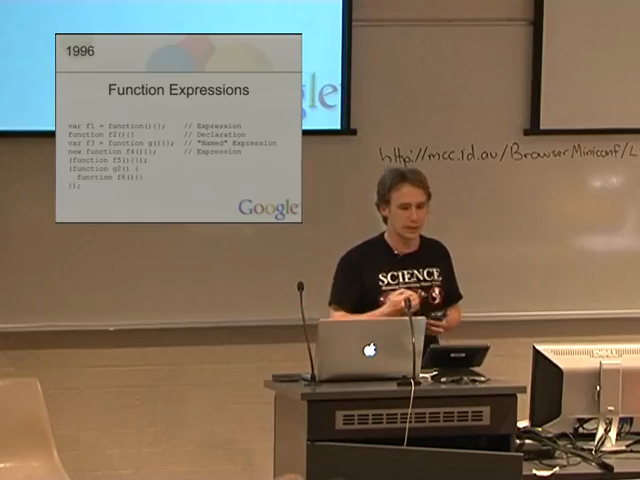 1996
Function Expressions
var f1 = function(){}; // Expression
function f2(){} // Declaration
var f3 = function g(){}; // "Named" Expression
new function f4(){}; // Expression
(function f5(){});
(function g2() {
function f6(){}
});
Google
gle
http://mcc.id.au/BrowserMiniconf/L
SCIENCE